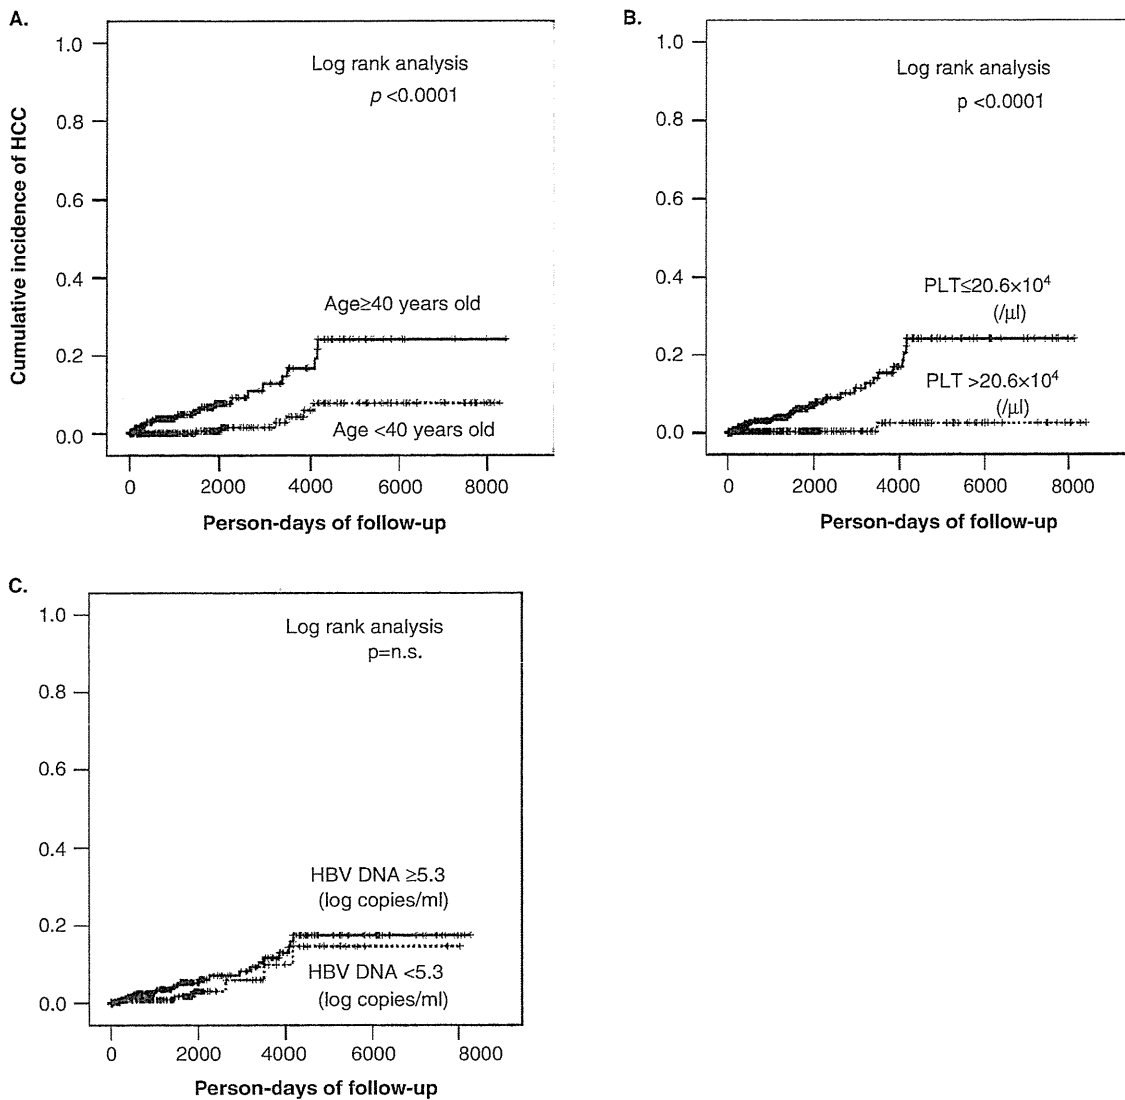 A.
Cumulative incidence of HCC
1.0
0.8
0.6
0.4
0.2
0.0
Log rank analysis
p <0.0001
Age≥40 years old
Age <40 years old
0 2000 4000 6000 8000
Person-days of follow-up
B.
1.0
0.8
0.6
0.4
0.2
0.0
Log rank analysis
p <0.0001
PLT≤20.6×10⁴
(/μl)
PLT >20.6×10⁴
(/μl)
0 2000 4000 6000 8000
Person-days of follow-up
C.
1.0
0.8
0.6
0.4
0.2
0.0
Log rank analysis
p=n.s.
HBV DNA ≥5.3
(log copies/ml)
HBV DNA <5.3
(log copies/ml)
0 2000 4000 6000 8000
Person-days of follow-up